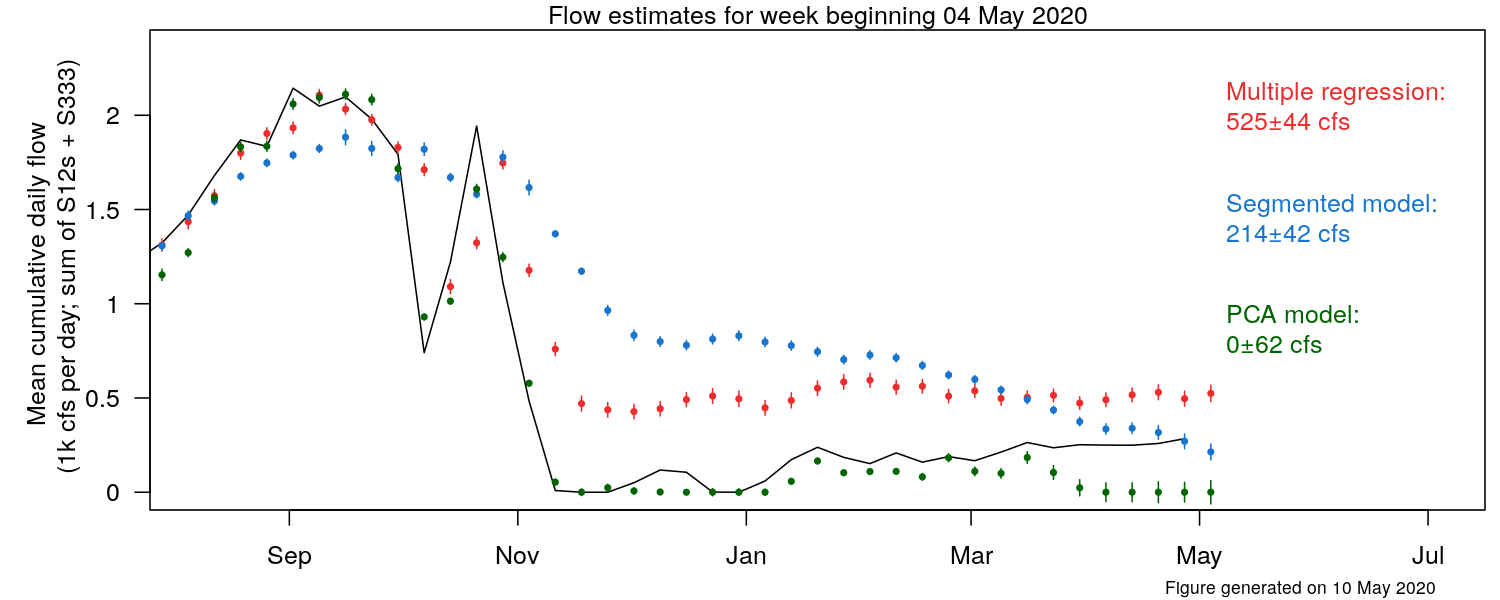 Flow estimates for week beginning 04 May 2020
Mean cumulative daily flow
(1k cfs per day; sum of S12s + S333)
2
1.5
1
0.5
0
Multiple regression:
525±44 cfs
Segmented model:
214±42 cfs
PCA model:
0±62 cfs
Sep Nov Jan Mar May Jul
Figure generated on 10 May 2020